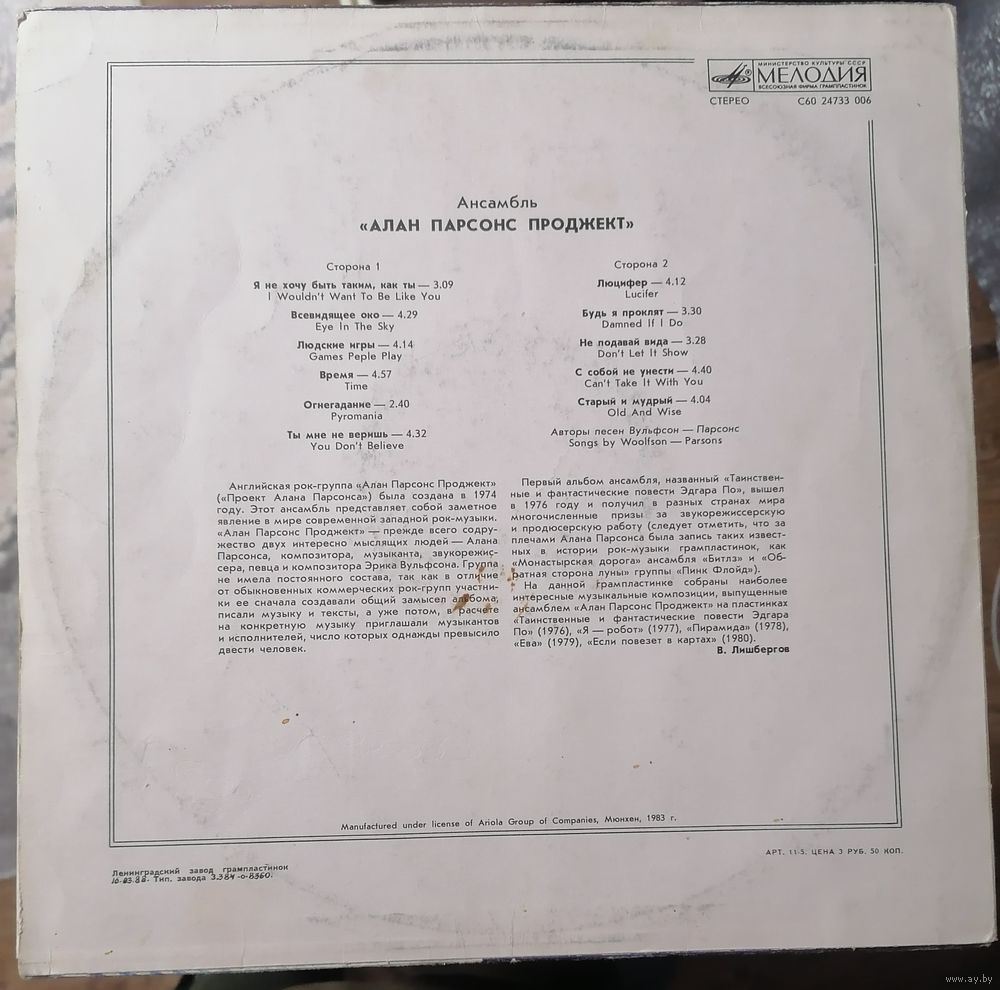 МИНИСТЕРСТВО КУЛЬТУРЫ СССР
МЕЛОДИЯ
ВСЕСОЮЗНАЯ ФИРМА ГРАМПЛАСТИНОК
СТЕРЕО С60 24733 006
Ансамбль
«АЛАН ПАРСОНС ПРОДЖЕКТ»
Сторона 1
Я не хочу быть таким, как ты — 3.09
I Wouldn't Want To Be Like You
Всевидящее око — 4.29
Eye In The Sky
Людские игры — 4.14
Games Peple Play
Время — 4.57
Time
Огнегадание — 2.40
Pyromania
Ты мне не веришь — 4.32
You Don't Believe
Сторона 2
Люцифер — 4.12
Lucifer
Будь я проклят — 3.30
Damned If I Do
Не подавай вида — 3.28
Don't Let It Show
С собой не унести — 4.40
Can't Take It With You
Старый и мудрый — 4.04
Old And Wise
Авторы песен Вульфсон — Парсонс
Songs by Woolfson — Parsons
Английская рок-группа «Алан Парсонс Проджект»
(«Проект Алана Парсонса») была создана в 1974
году. Этот ансамбль представляет собой заметное
явление в мире современной западной рок-музыки.
«Алан Парсонс Проджект» — прежде всего содру-
жество двух интересно мыслящих людей — Алана
Парсонса, композитора, музыканта, звукорежис-
сера, певца и композитора Эрика Вульфсона. Группа
не имела постоянного состава, так как в отличие
от обыкновенных коммерческих рок-групп участни-
ки ее сначала создавали общий замысел альбома,
писали музыку и тексты, а уже потом, в расчете
на конкретную музыку приглашали музыкантов
и исполнителей, число которых однажды превысило
двести человек.
Первый альбом ансамбля, названный «Таинствен-
ные и фантастические повести Эдгара По», вышел
в 1976 году и получил в разных странах мира
многочисленные призы за звукорежиссерскую
и продюсерскую работу (следует отметить, что за
плечами Алана Парсонса была запись таких извест-
ных в истории рок-музыки грампластинок, как
«Монастырская дорога» ансамбля «Битлз» и «Об-
ратная сторона луны» группы «Пинк Флойд»).
На данной грампластинке собраны наиболее
интересные музыкальные композиции, выпущенные
ансамблем «Алан Парсонс Проджект» на пластинках
«Таинственные и фантастические повести Эдгара
По» (1976), «Я — робот» (1977), «Пирамида» (1978),
«Ева» (1979), «Если повезет в картах» (1980).
В. Лишбергов
Manufactured under license of Ariola Group of Companies, Мюнхен, 1983 г.
АРТ. 11-5. ЦЕНА 3 РУБ. 50 КОП.
Ленинградский завод грампластинок
10.03.88. Тип. завода З.384-0-8360.
www.ay.by